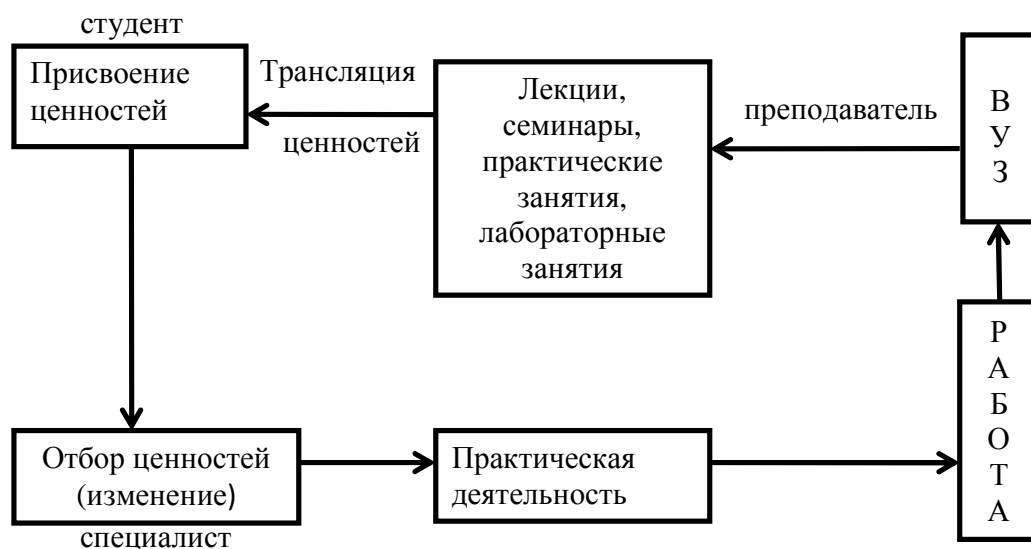 студент
Присвоение
ценностей
Трансляция
ценностей
Лекции,
семинары,
практические
занятия,
лабораторные
занятия
преподаватель
В
У
З
Р
А
Б
О
Т
А
Отбор ценностей
(изменение)
специалист
Практическая
деятельность